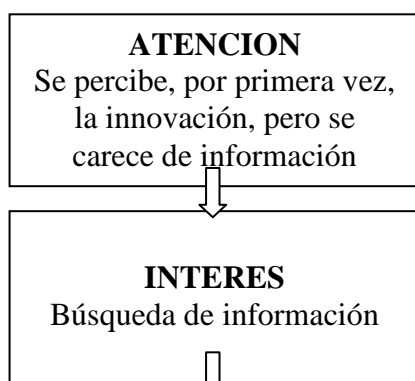 ATENCION
Se percibe, por primera vez,
la innovación, pero se
carece de información
INTERES
Búsqueda de información